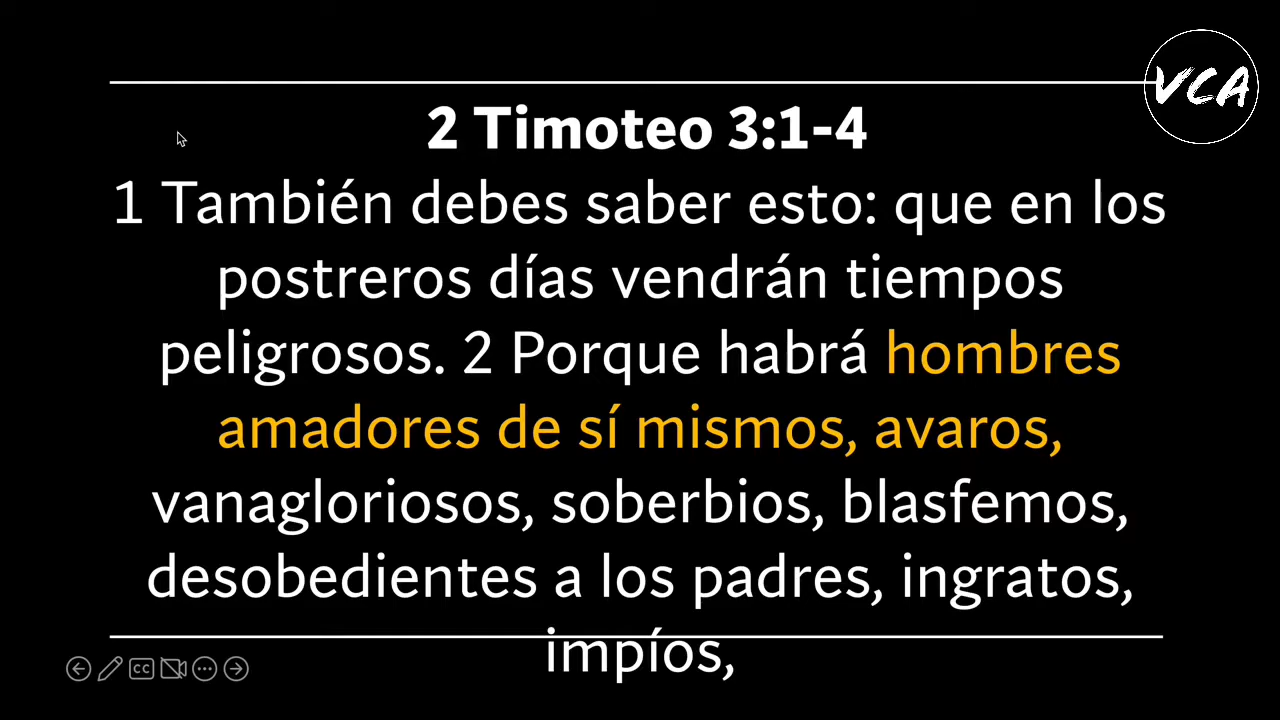 VCA
2 Timoteo 3:1-4
1 También debes saber esto: que en los
postreros días vendrán tiempos
peligrosos. 2 Porque habrá hombres
amadores de sí mismos, avaros,
vanagloriosos, soberbios, blasfemos,
desobedientes a los padres, ingratos,
impíos,
CC